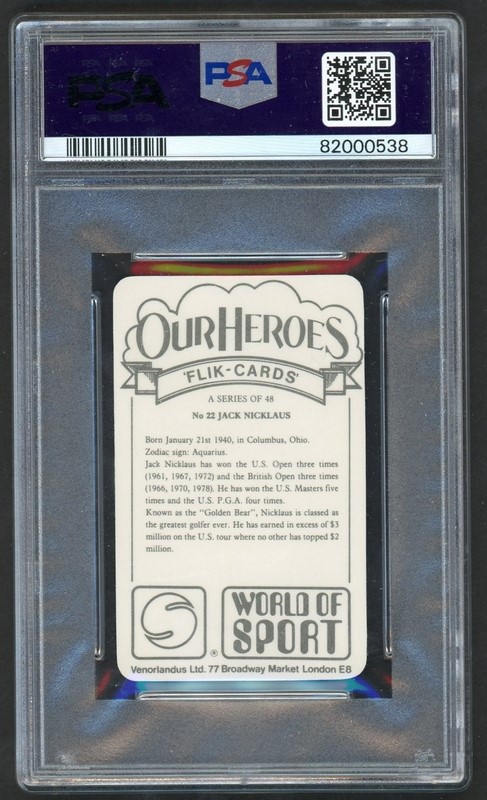 PSA
PSA
82000538
OUR HEROES
'FLIK-CARDS'
A SERIES OF 48
No 22 JACK NICKLAUS
Born January 21st 1940, in Columbus, Ohio.
Zodiac sign: Aquarius.
Jack Nicklaus has won the U.S. Open three times
(1961, 1967, 1972) and the British Open three times
(1966, 1970, 1978). He has won the U.S. Masters five
times and the U.S. P.G.A. four times.
Known as the "Golden Bear", Nicklaus is classed as
the greatest golfer ever. He has earned in excess of $3
million on the U.S. tour where no other has topped $2
million.
®
WORLD OF
SPORT
Venorlandus Ltd. 77 Broadway Market London E8